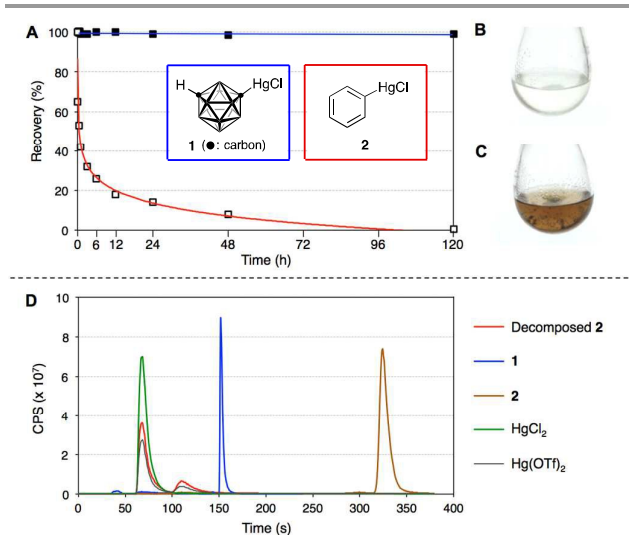 A
B
C
Recovery (%)
100
80
60
40
20
0
0 6 12 24 48 72 96 120
Time (h)
H
HgCl
1 (●: carbon)
HgCl
2
D
CPS (x 10⁷)
10
8
6
4
2
0
0 50 100 150 200 250 300 350 400
Time (s)
Decomposed 2
1
2
HgCl₂
Hg(OTf)₂